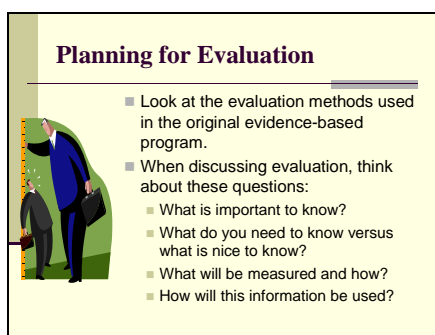 Planning for Evaluation
Look at the evaluation methods used
in the original evidence-based
program.
When discussing evaluation, think
about these questions:
What is important to know?
What do you need to know versus
what is nice to know?
What will be measured and how?
How will this information be used?